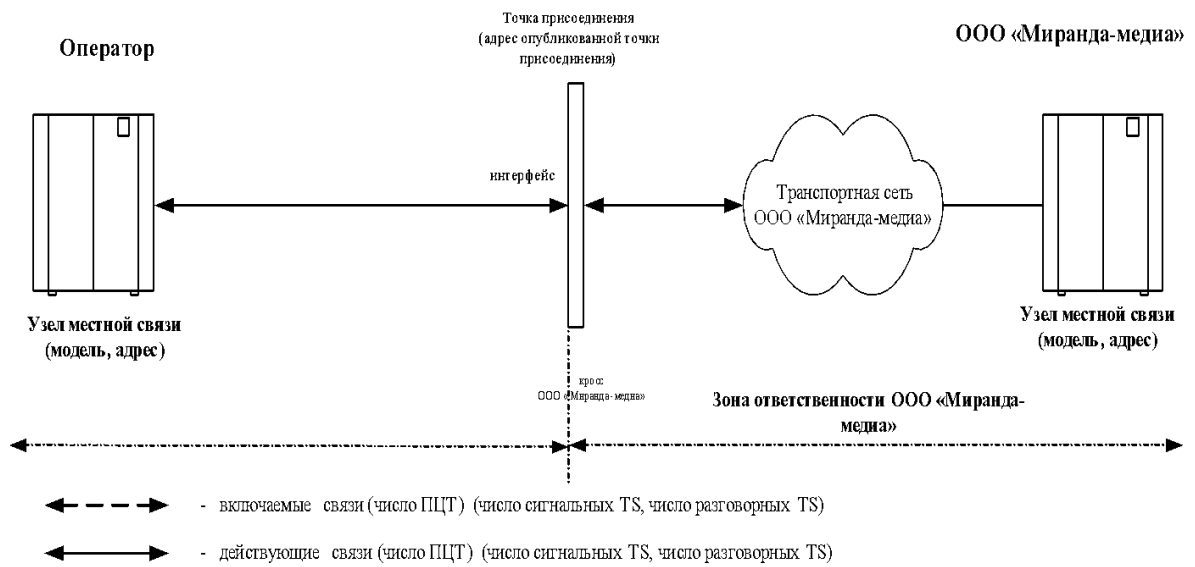 Точка присоединения
(адрес опубликованной точки
присоединения)
Оператор
ООО «Миранда-медиа»
интерфейс
Транспортная сеть
ООО «Миранда-медиа»
Узел местной связи
(модель, адрес)
Узел местной связи
(модель, адрес)
кросс
ООО «Миранда-медиа»
Зона ответственности ООО «Миранда-
медиа»
- включаемые связи (число ПЦТ) (число сигнальных TS, число разговорных TS)
- действующие связи (число ПЦТ) (число сигнальных TS, число разговорных TS)